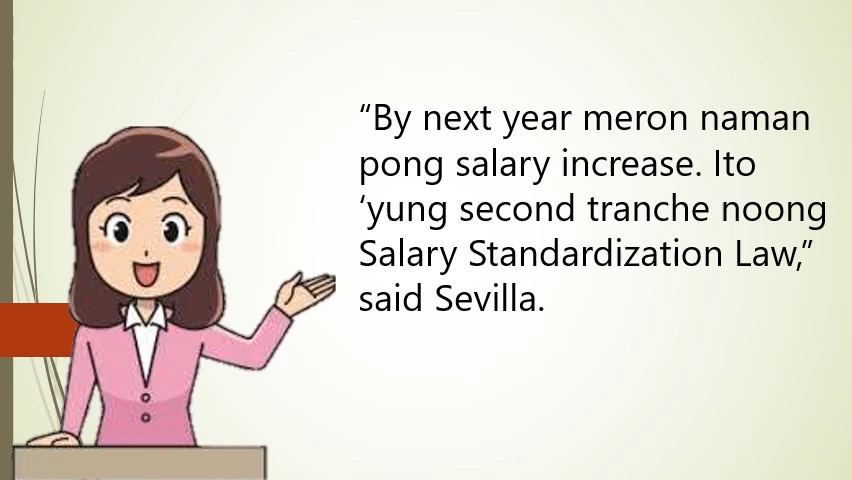 “By next year meron naman
pong salary increase. Ito
‘yung second tranche noong
Salary Standardization Law,”
said Sevilla.